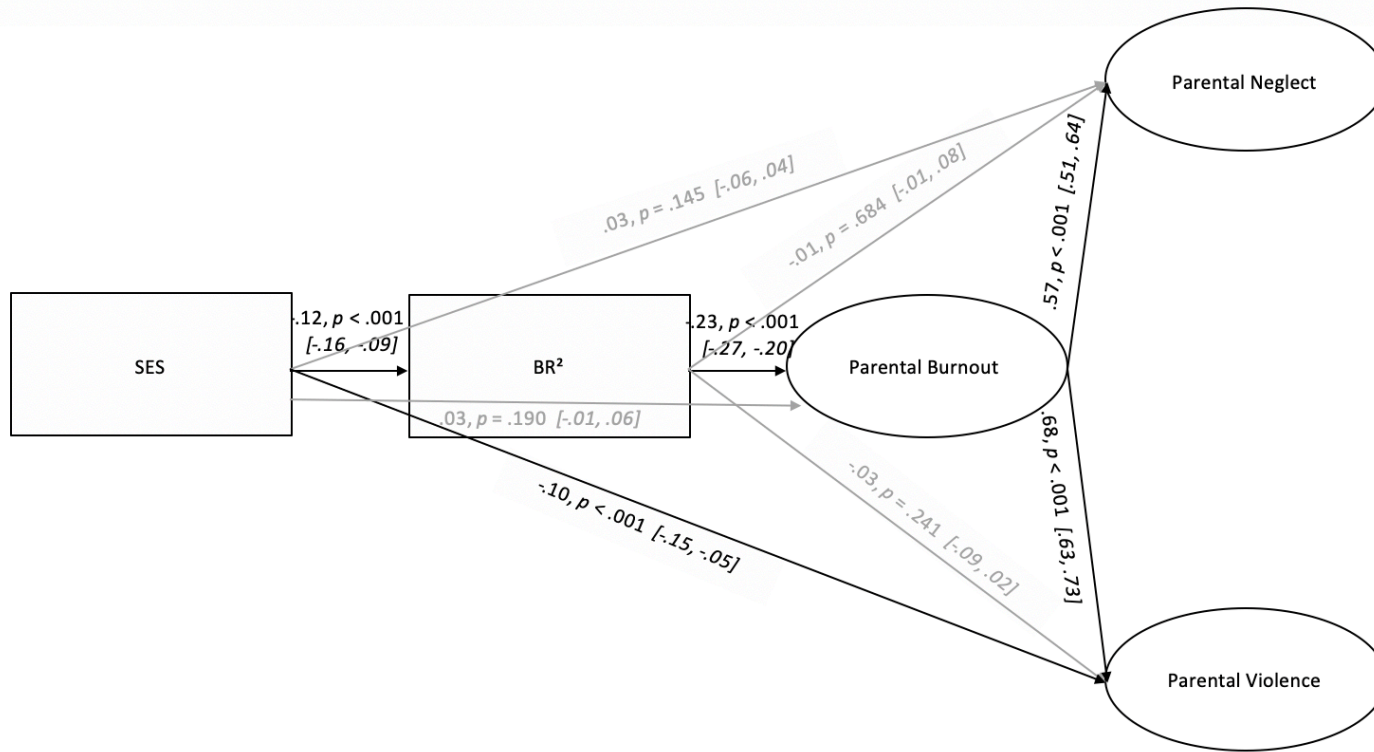 Parental Neglect
.03, p = .145 [-.06, .04]
-.01, p = .684 [-.01, .08]
.57, p < .001 [.51, .64]
-.12, p < .001
[-.16, -.09]
-.23, p < .001
[-.27, -.20]
SES
BR²
Parental Burnout
.03, p = .190 [-.01, .06]
-.10, p < .001 [-.15, -.05]
-.03, p = .241 [-.09, .02]
.68, p < .001 [.63, .73]
Parental Violence